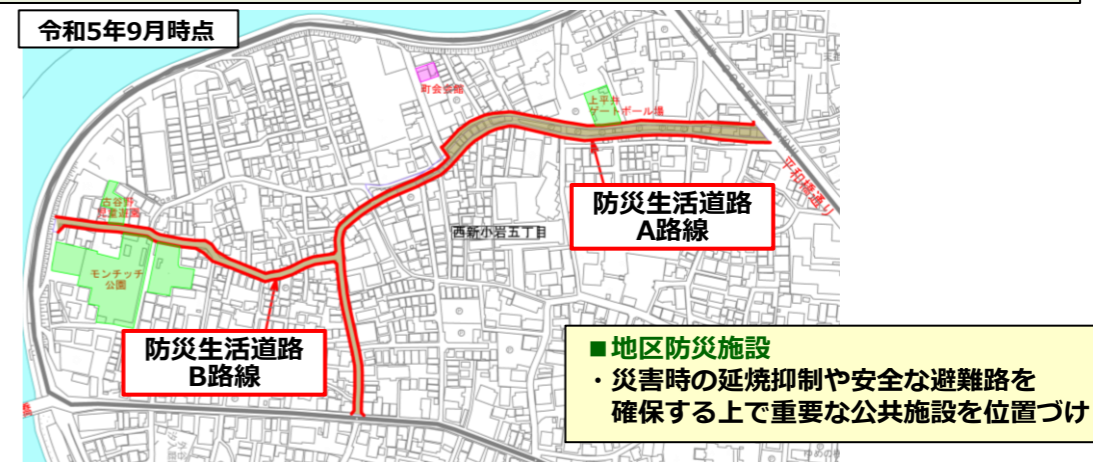 令和5年9月時点
町会会館
上平井
ゲートボール場
平和橋通り
防災生活道路
A路線
西新小岩五丁目
古谷野
児童遊園
モンチッチ
公園
防災生活道路
B路線
■地区防災施設
・災害時の延焼抑制や安全な避難路を
確保する上で重要な公共施設を位置づけ